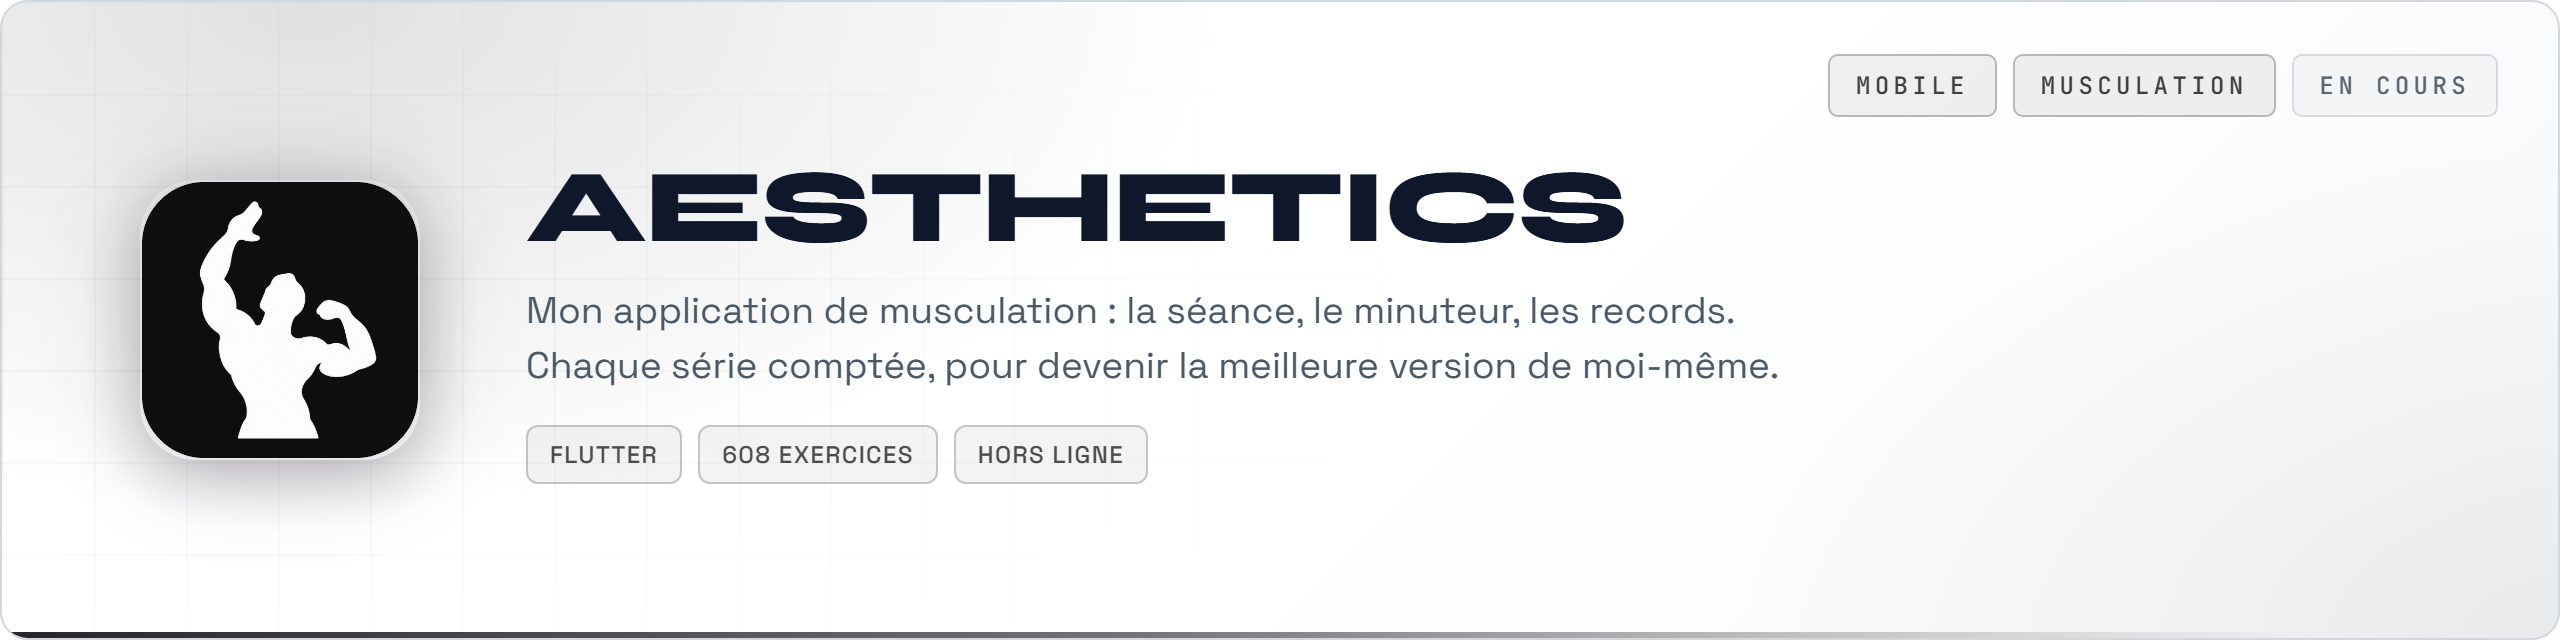 MOBILE MUSCULATION EN COURS
AESTHETICS
Mon application de musculation : la séance, le minuteur, les records.
Chaque série comptée, pour devenir la meilleure version de moi-même.
FLUTTER 608 EXERCICES HORS LIGNE